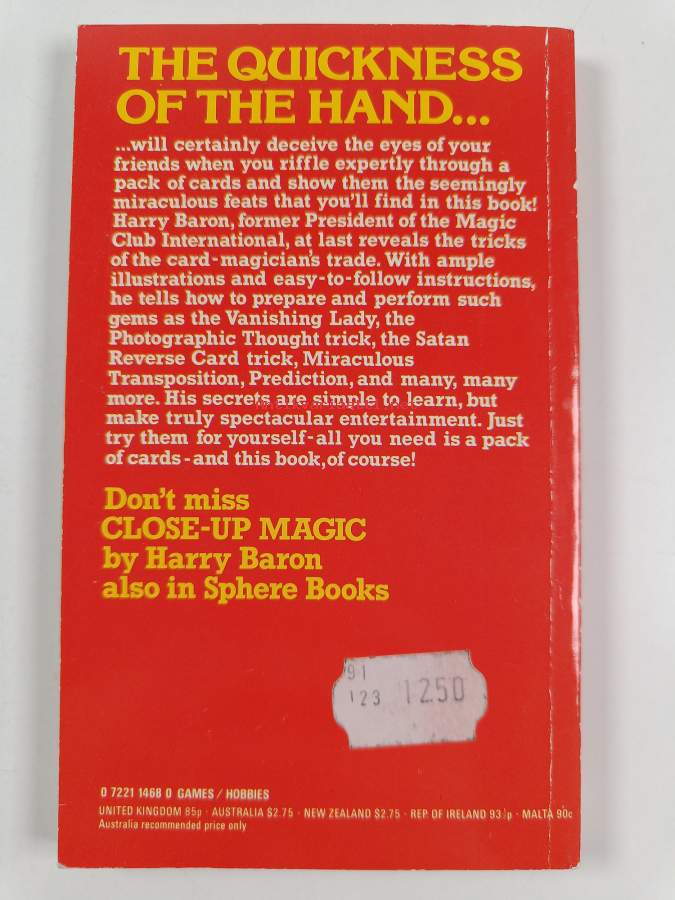 THE QUICKNESS
OF THE HAND...
...will certainly deceive the eyes of your
friends when you riffle expertly through a
pack of cards and show them the seemingly
miraculous feats that you'll find in this book!
Harry Baron, former President of the Magic
Club International, at last reveals the tricks
of the card-magician's trade. With ample
illustrations and easy-to-follow instructions,
he tells how to prepare and perform such
gems as the Vanishing Lady, the
Photographic Thought trick, the Satan
Reverse Card trick, Miraculous
Transposition, Prediction, and many, many
more. His secrets are simple to learn, but
make truly spectacular entertainment. Just
try them for yourself-all you need is a pack
of cards-and this book, of course!
Don't miss
CLOSE-UP MAGIC
by Harry Baron
also in Sphere Books
91
123 1250
0 7221 1468 0 GAMES / HOBBIES
UNITED KINGDOM 85p · AUSTRALIA $2.75 · NEW ZEALAND $2.75 · REP. OF IRELAND 93½p · MALTA 90c
Australia recommended price only